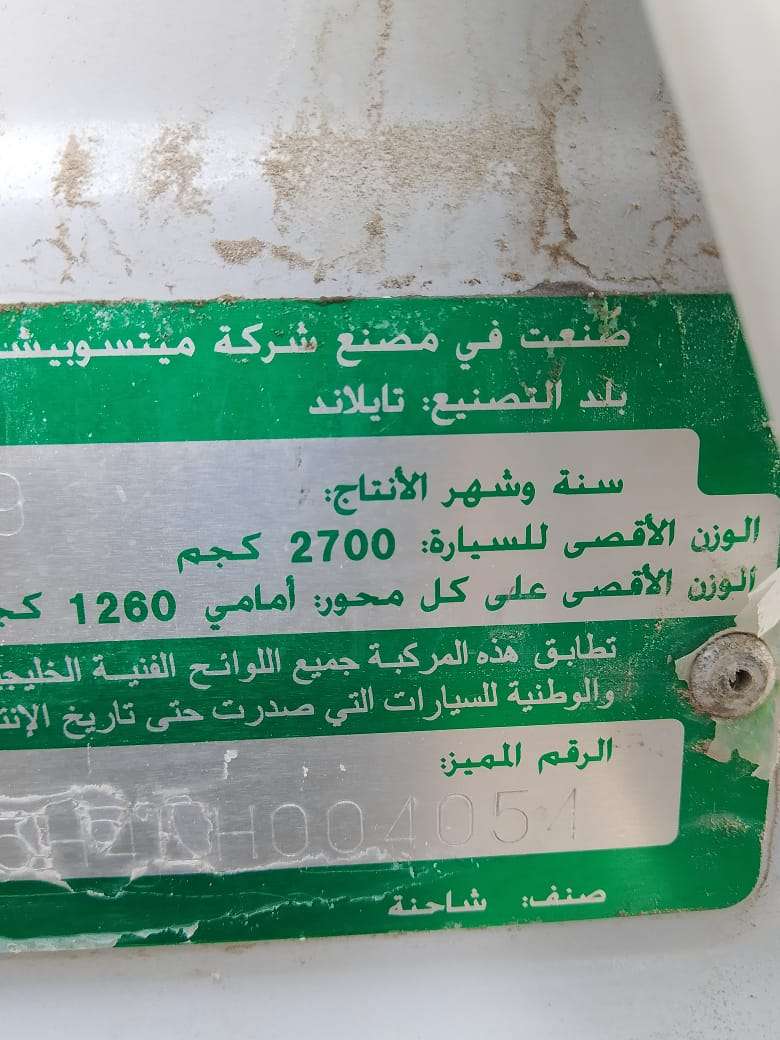 صنعت في مصنع شركة ميتسوبيش
بلد التصنيع: تايلاند
سنة وشهر الأنتاج:
الوزن الأقصى للسيارة: 2700 كجم
الوزن الأقصى على كل محور: أمامي 1260 كج
تطابق هذه المركبة جميع اللوائح الفنية الخليجي
والوطنية للسيارات التي صدرت حتى تاريخ الإنت
الرقم المميز:
H004054
صنف: شاحنة